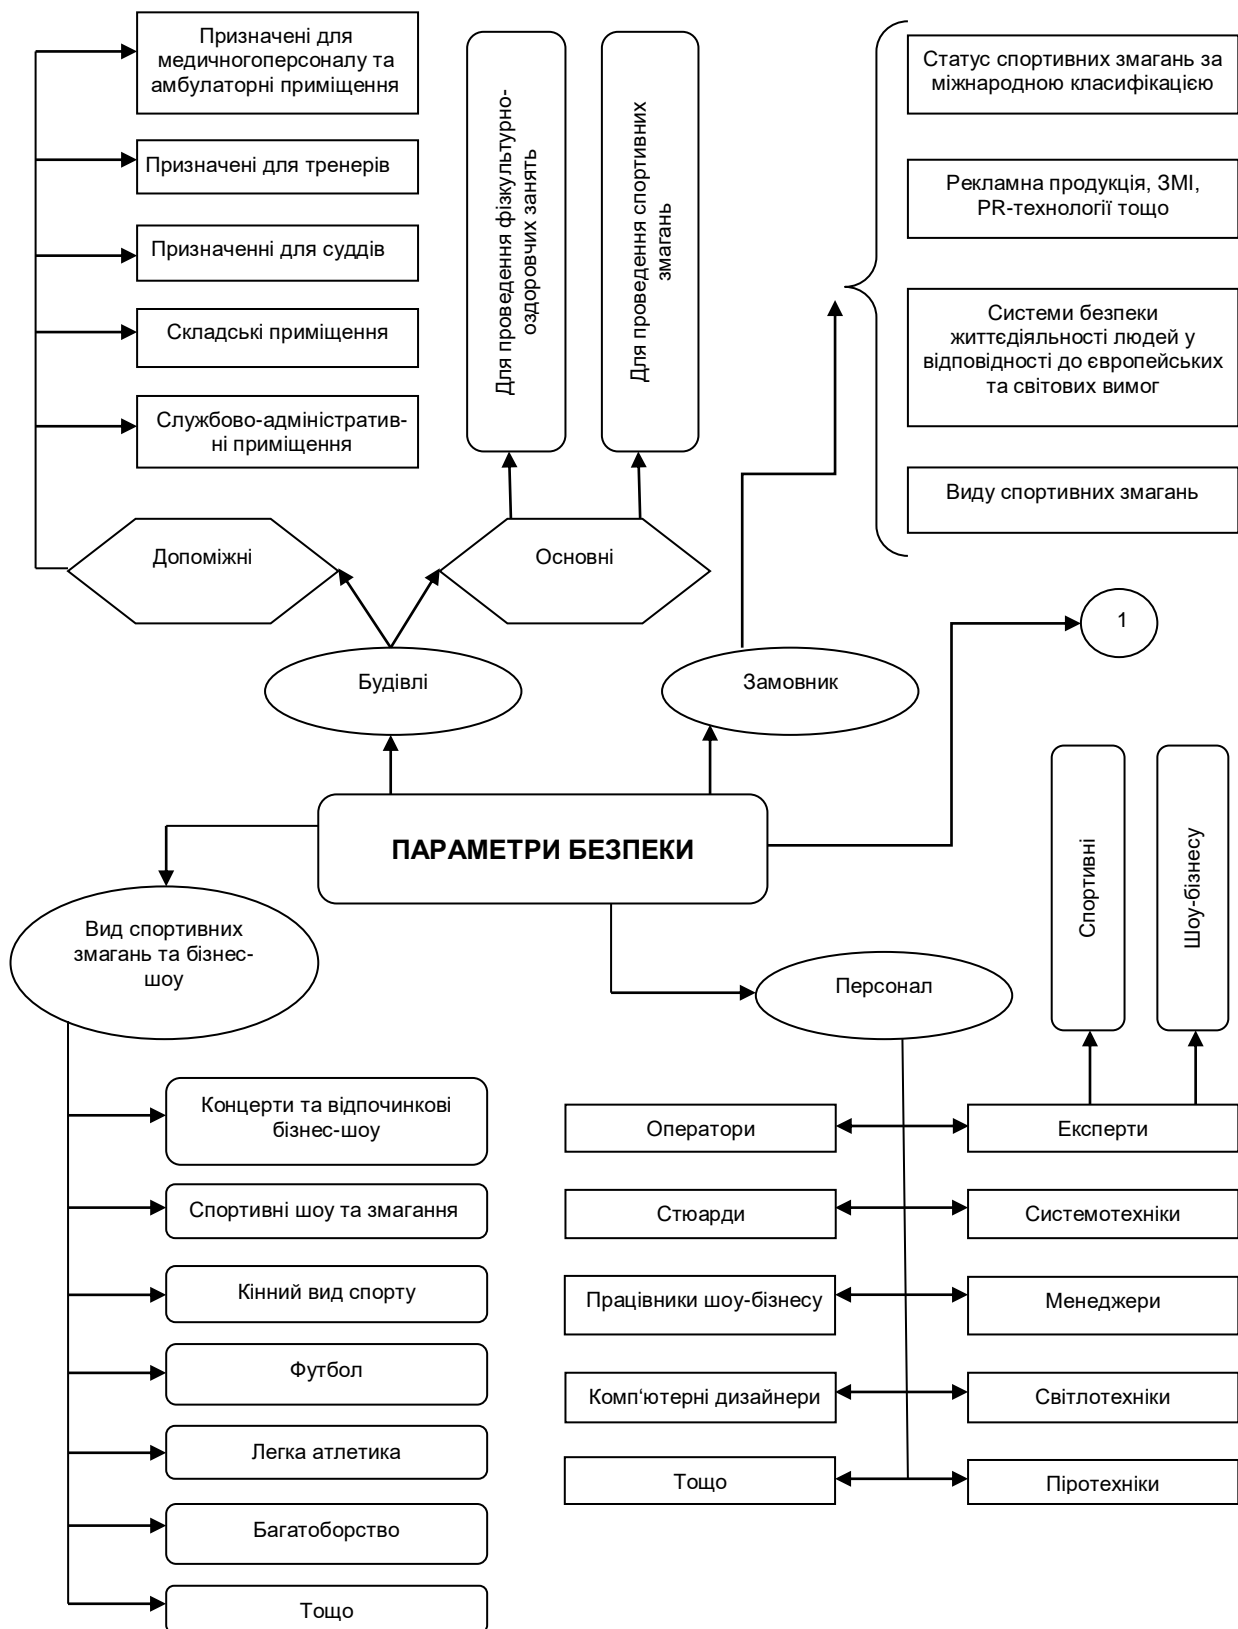 Призначені для
медичногоперсоналу та
амбулаторні приміщення
Призначені для тренерів
Призначенні для суддів
Складські приміщення
Службово-адміністратив-
ні приміщення
Для проведення фізкультурно-
оздоровчих занять
Для проведення спортивних
змагань
Статус спортивних змагань за
міжнародною класифікацією
Рекламна продукція, ЗМІ,
PR-технології тощо
Системи безпеки
життєдіяльності людей у
відповідності до європейських
та світових вимог
Виду спортивних змагань
Допоміжні
Основні
1
Будівлі
Замовник
ПАРАМЕТРИ БЕЗПЕКИ
Спортивні
Шоу-бізнесу
Вид спортивних
змагань та бізнес-
шоу
Персонал
Концерти та відпочинкові
бізнес-шоу
Спортивні шоу та змагання
Кінний вид спорту
Футбол
Легка атлетика
Багатоборство
Тощо
Оператори
Експерти
Стюарди
Системотехніки
Працівники шоу-бізнесу
Менеджери
Комп‘ютерні дизайнери
Світлотехніки
Тощо
Піротехніки